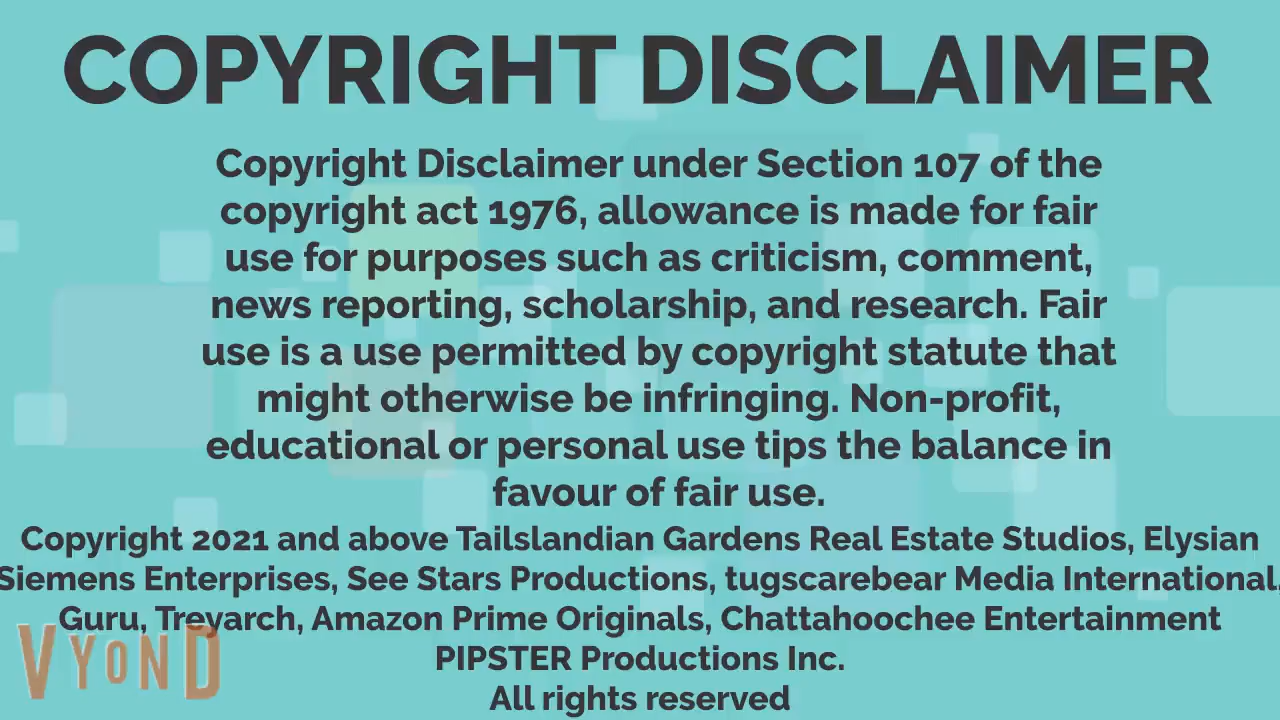 COPYRIGHT DISCLAIMER
Copyright Disclaimer under Section 107 of the
copyright act 1976, allowance is made for fair
use for purposes such as criticism, comment,
news reporting, scholarship, and research. Fair
use is a use permitted by copyright statute that
might otherwise be infringing. Non-profit,
educational or personal use tips the balance in
favour of fair use.
Copyright 2021 and above Tailslandian Gardens Real Estate Studios, Elysian
Siemens Enterprises, See Stars Productions, tugscarebear Media International,
Guru, Treyarch, Amazon Prime Originals, Chattahoochee Entertainment
PIPSTER Productions Inc.
All rights reserved
VYOND